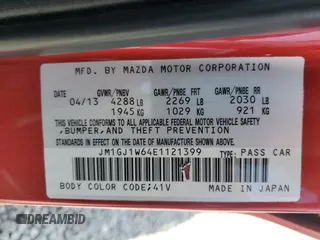 MFD. BY MAZDA MOTOR CORPORATION
GVWR/PNBV GAWR/PNBE FRT GAWR/PNBE RR
04/13 4288 LB 2269 LB 2030 LB
1945 KG 1029 KG 921 KG
THIS VEHICLE CONFORMS TO ALL APPLICABLE FEDERAL MOTOR VEHICLE SAFETY
,BUMPER,AND THEFT PREVENTION
STANDARDS IN EFFECT ON THE DATE OF MANUFACTURE SHOWN ABOVE.
JM1GJ1W64E1121399 TYPE:PASS CAR
BODY COLOR CODE;41V MADE IN JAPAN
DREAMBID